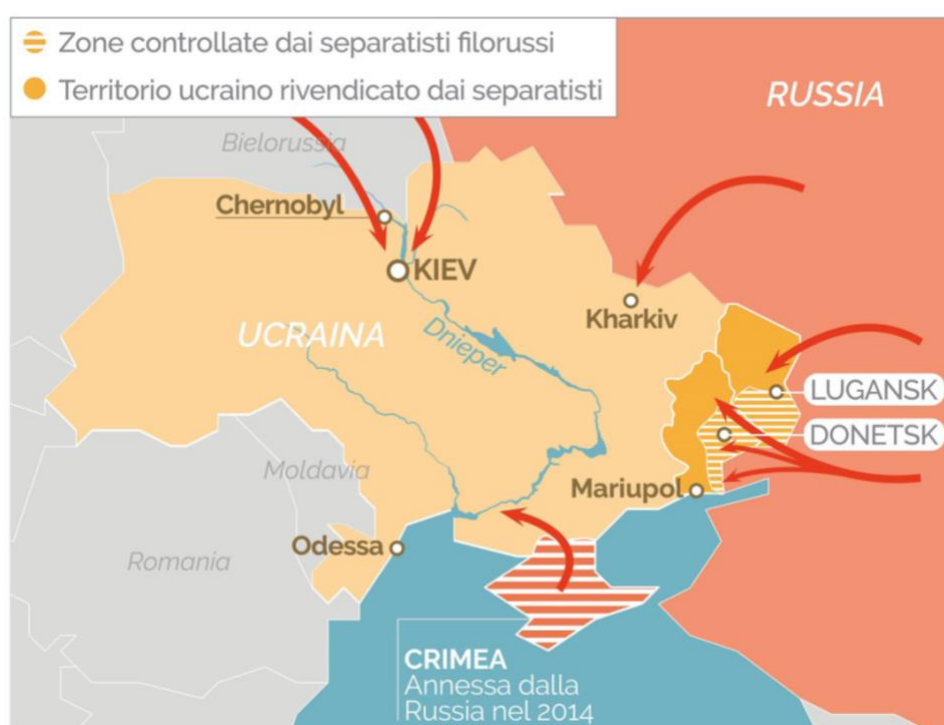 Zone controllate dai separatisti filorussi
Territorio ucraino rivendicato dai separatisti
RUSSIA
Bielorussia
Chernobyl
KIEV
Kharkiv
UCRAINA
Dnieper
LUGANSK
DONETSK
Moldavia
Mariupol
Odessa
Romania
CRIMEA
Annessa dalla
Russia nel 2014